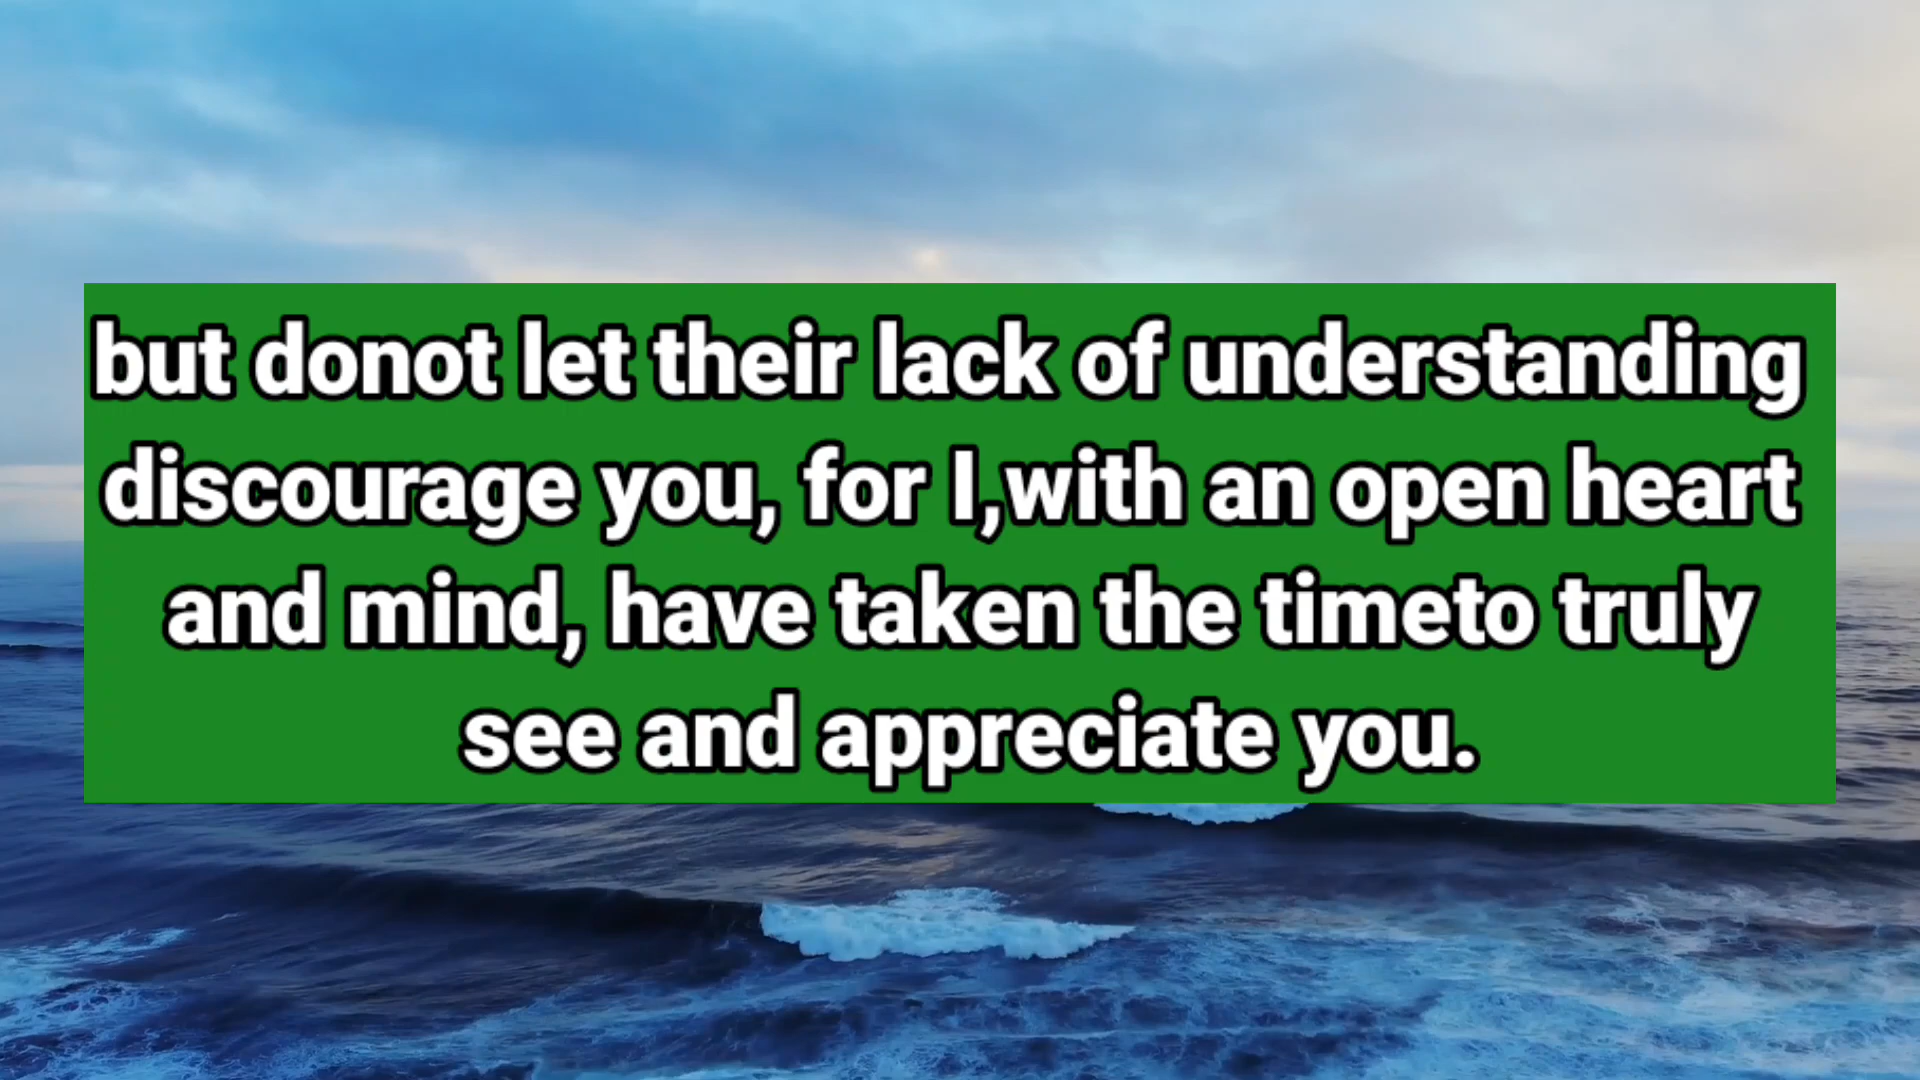 but donot let their lack of understanding
discourage you, for I,with an open heart
and mind, have taken the timeto truly
see and appreciate you.